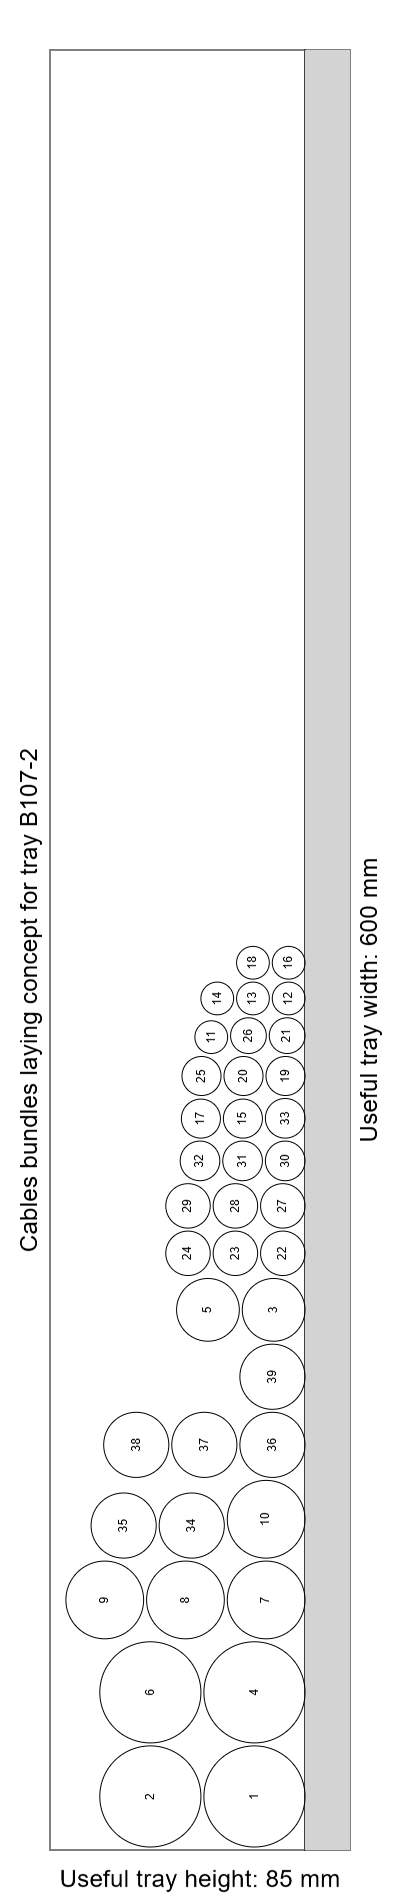 Cables bundles laying concept for tray B107-2
18 16
14 13 12
11 26 21
25 20 19
17 15 33
32 31 30
29 28 27
24 23 22
5 3
39
38 37 36
35 34 10
9 8 7
6 4
2 1
Useful tray width: 600 mm
Useful tray height: 85 mm